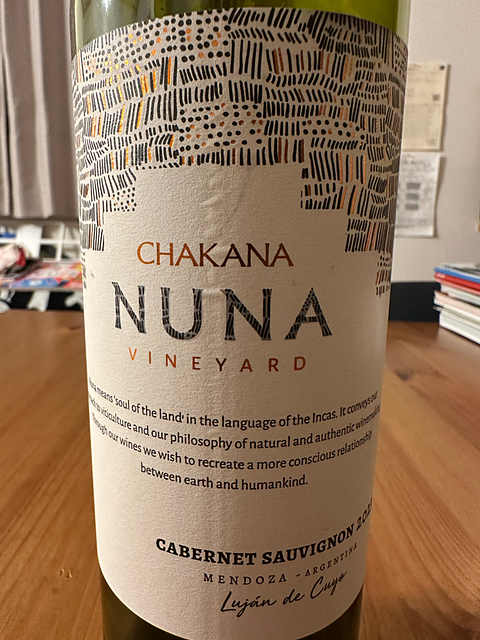 CHAKANA
NUNA
VINEYARD
Nuna means 'soul of the land' in the language of the Incas. It conveys our
to viticulture and our philosophy of natural and authentic
through our wines we wish to recreate a more conscious relationship
between earth and humankind.
CABERNET SAUVIGNON
MENDOZA - ARGENTINA
Luján de Cuyo